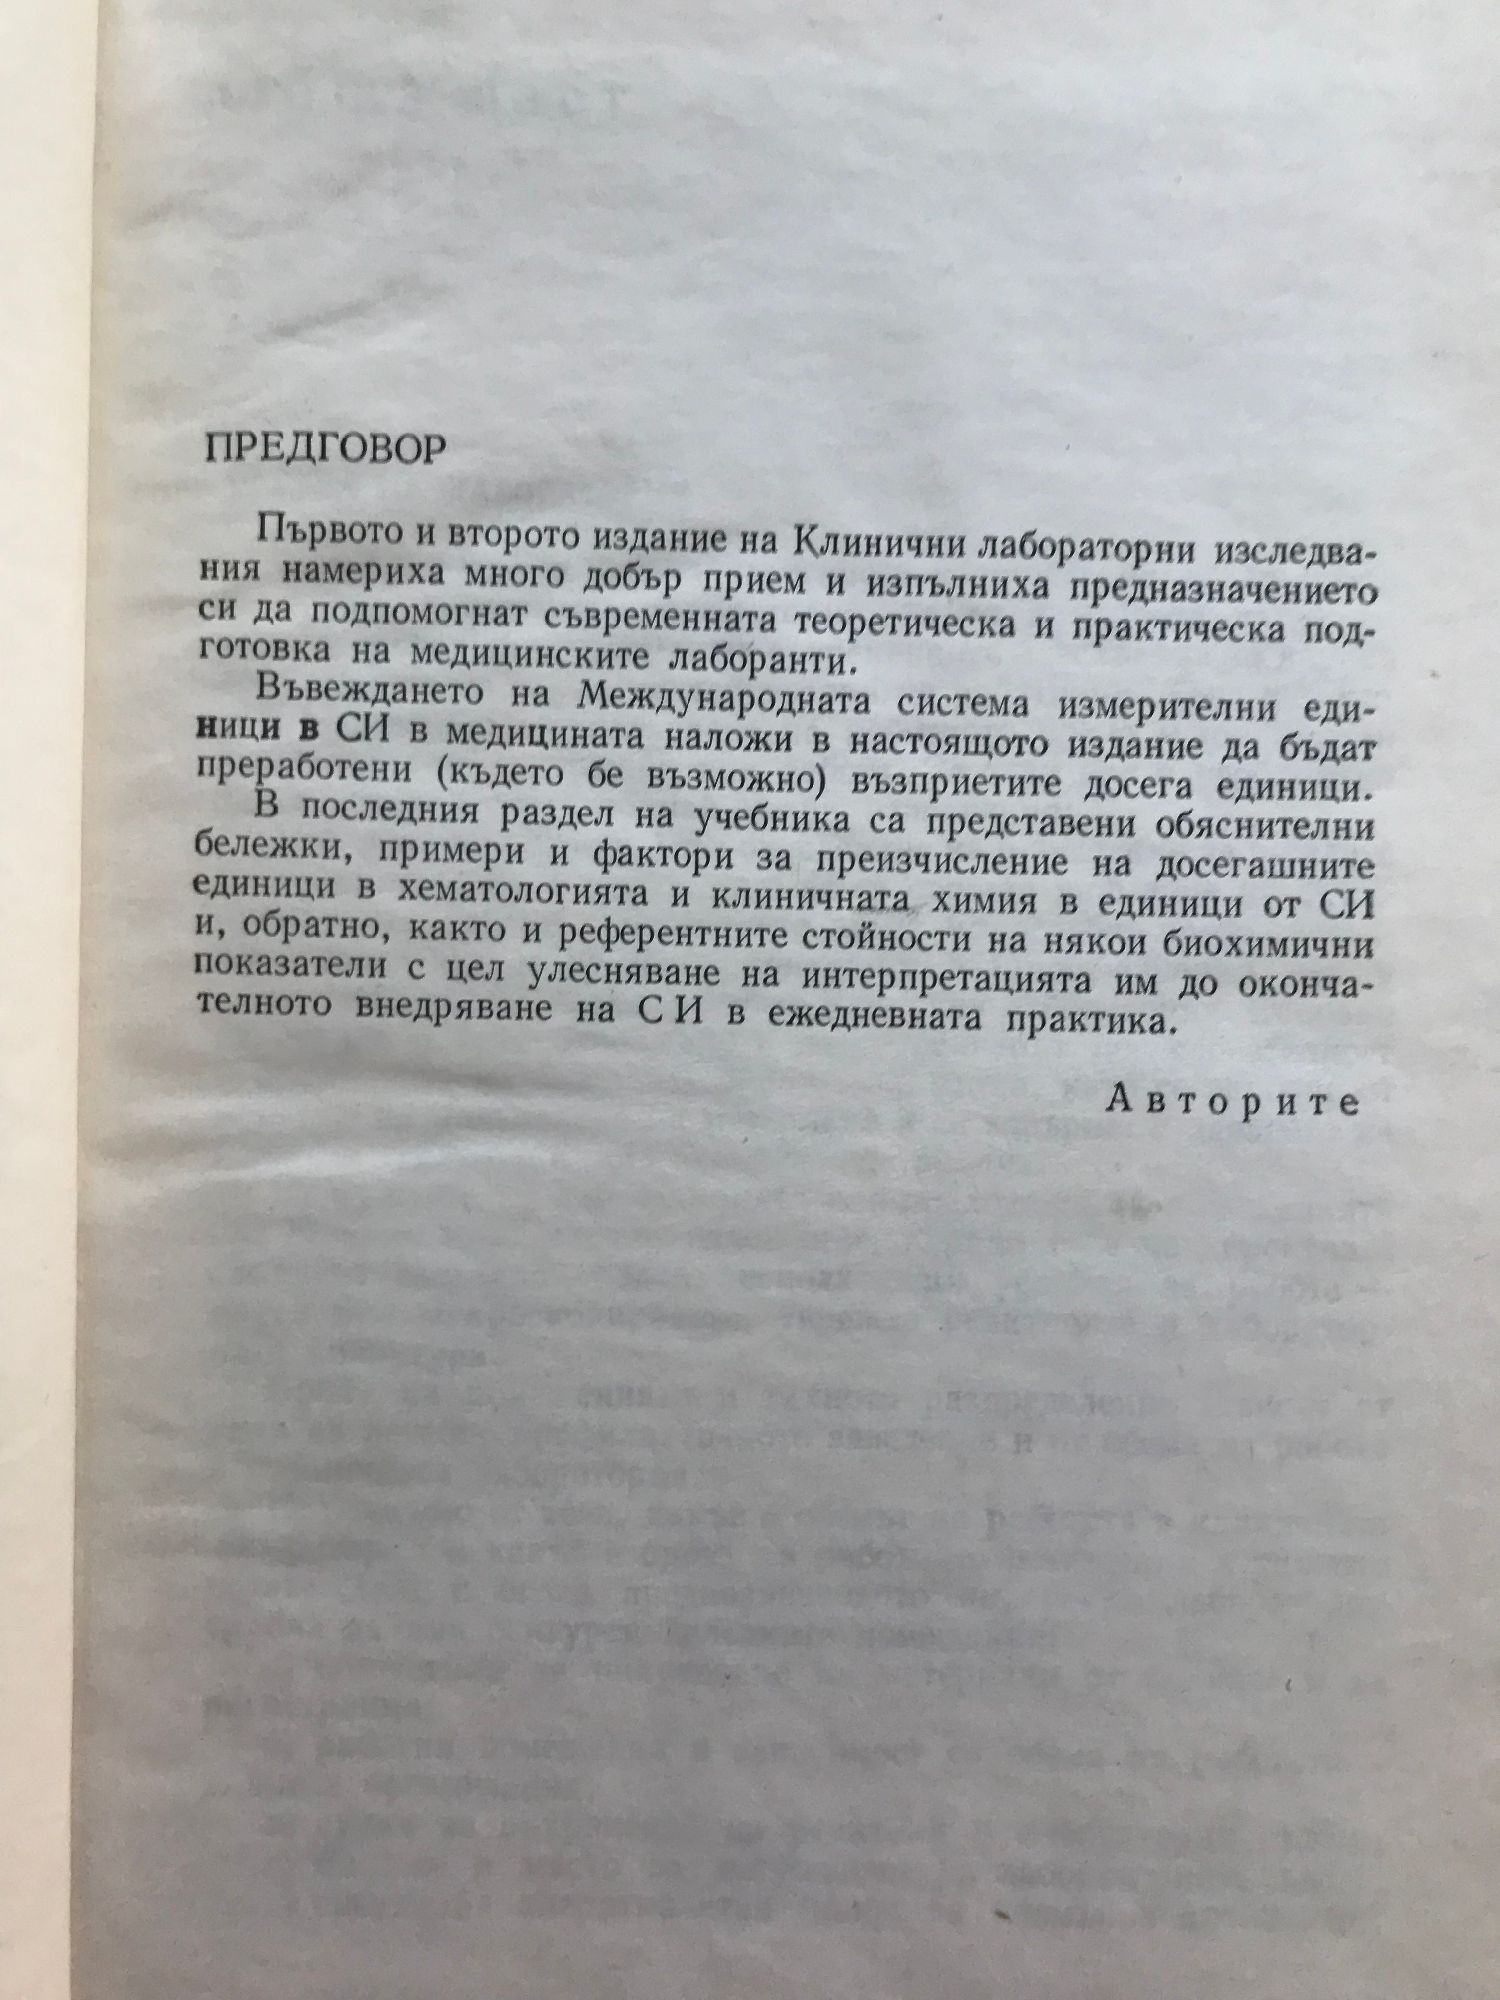 ПРЕДГОВОР
Първото и второто издание на Клинични лабораторни изследва-
ния намериха много добър прием и изпълниха предназначението
си да подпомогнат съвременната теоретическа и практическа под-
готовка на медицинските лаборанти.
Въвеждането на Международната система измерителни еди-
ници в СИ в медицината наложи в настоящото издание да бъдат
преработени (където бе възможно) възприетите досега единици.
В последния раздел на учебника са представени обяснителни
бележки, примери и фактори за преизчисление на досегашните
единици в хематологията и клиничната химия в единици от СИ
и, обратно, както и референтните стойности на някои биохимични
показатели с цел улесняване на интерпретацията им до оконча-
телното внедряване на С И в ежедневната практика.
Авторите